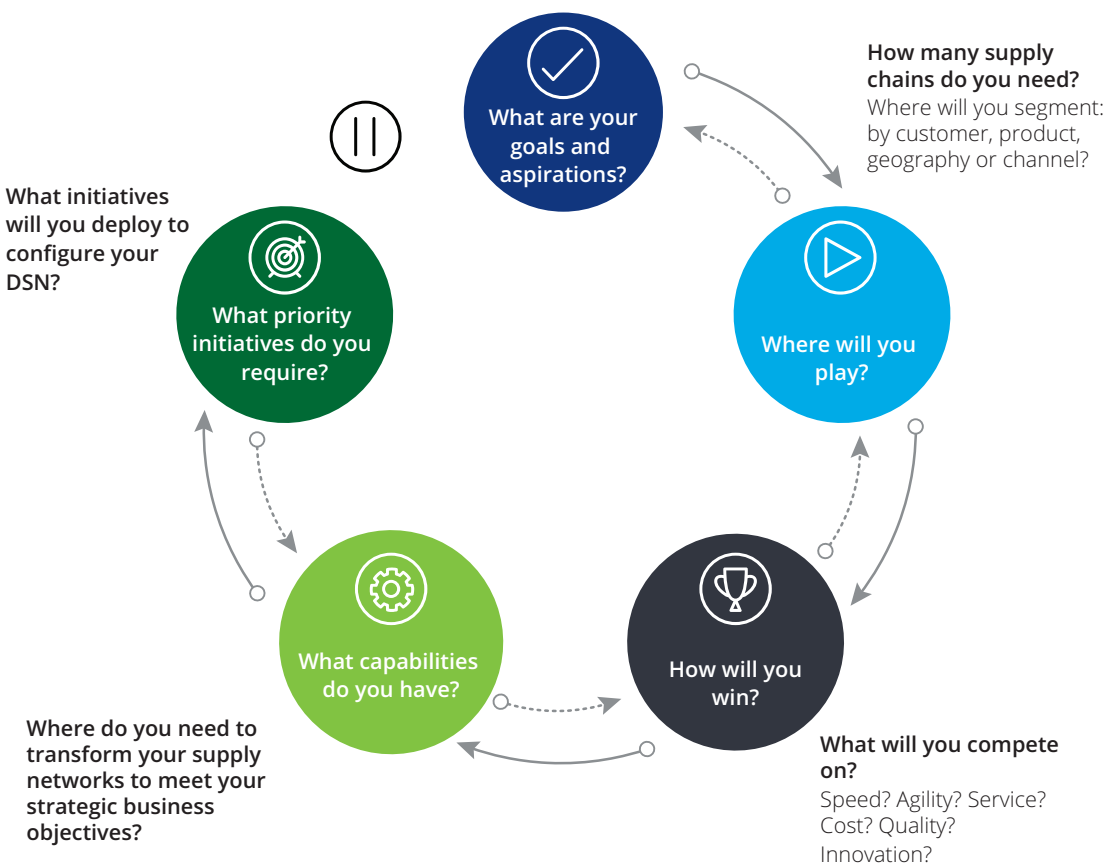 What are your
goals and
aspirations?
How many supply
chains do you need?
Where will you segment:
by customer, product,
geography or channel?
Where will you
play?
How will you
win?
What will you compete
on?
Speed? Agility? Service?
Cost? Quality?
Innovation?
What capabilities
do you have?
Where do you need to
transform your supply
networks to meet your
strategic business
objectives?
What priority
initiatives do you
require?
What initiatives
will you deploy to
configure your
DSN?